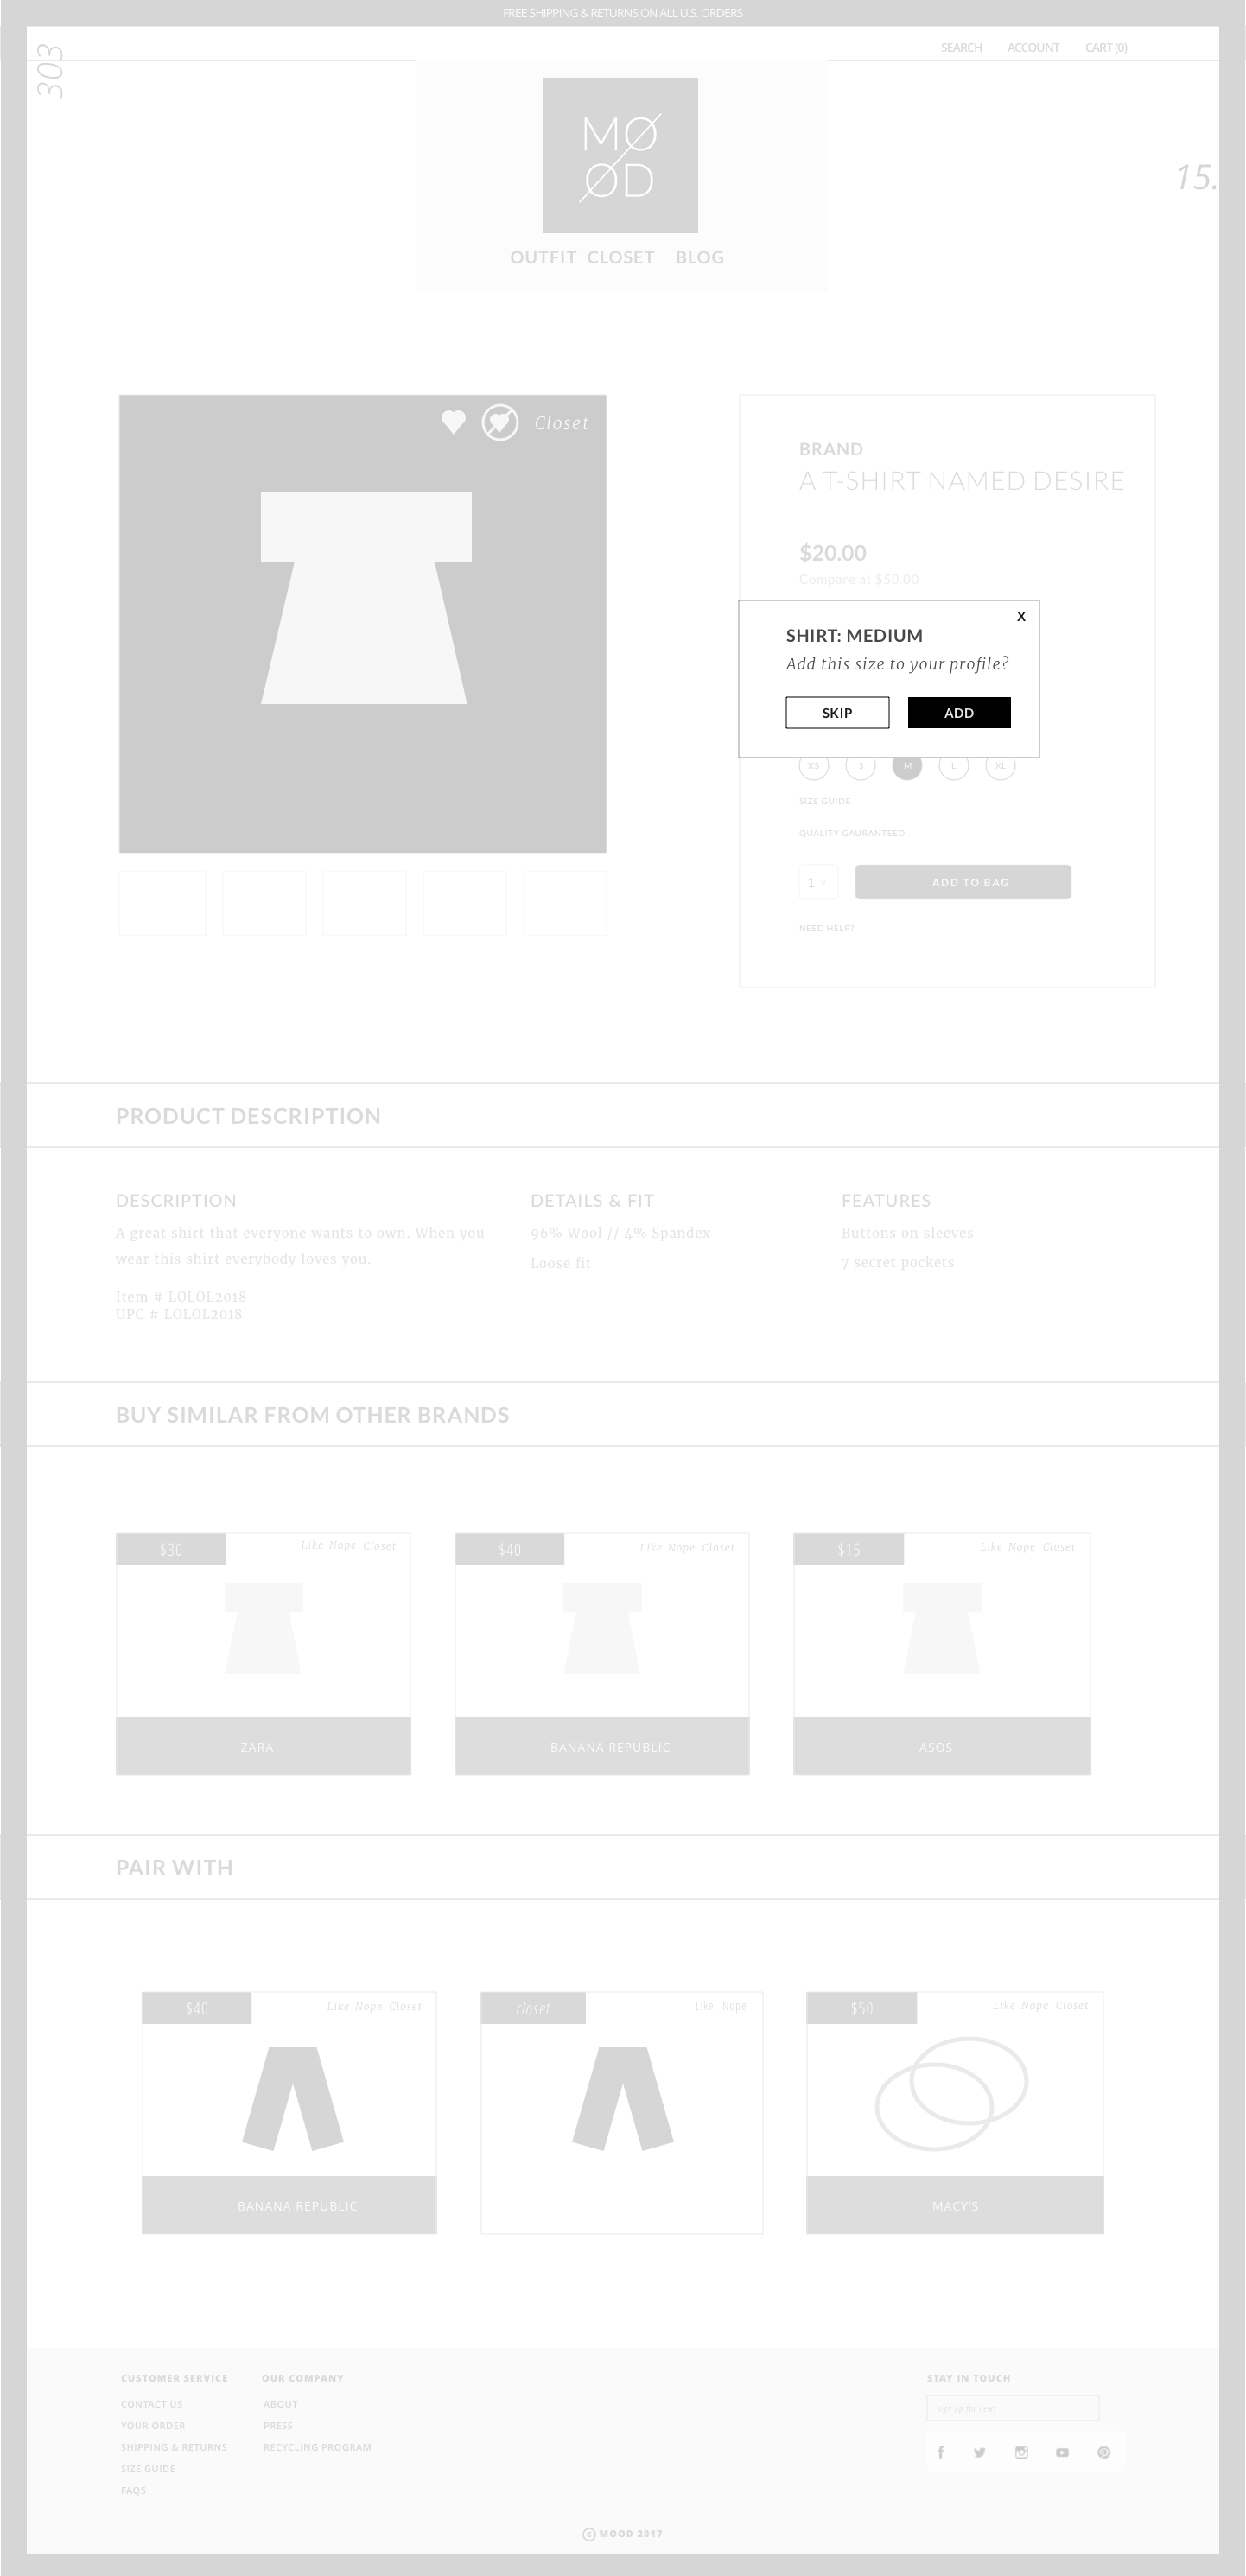 FREE SHIPPING & RETURNS ON ALL U.S. ORDERS
303
SEARCH ACCOUNT CART (0)
MØ
ØD
15.
OUTFIT CLOSET BLOG
Closet
BRAND
A T-SHIRT NAMED DESIRE
$20.00
Compare at $50.00
X
SHIRT: MEDIUM
Add this size to your profile?
SKIP ADD
XS S M L XL
SIZE GUIDE
QUALITY GAURANTEED
1 ADD TO BAG
NEED HELP?
PRODUCT DESCRIPTION
DESCRIPTION
A great shirt that everyone wants to own. When you
wear this shirt everybody loves you.
Item # LOLOL2018
UPC # LOLOL2018
DETAILS & FIT
96% Wool // 4% Spandex
Loose fit
FEATURES
Buttons on sleeves
7 secret pockets
BUY SIMILAR FROM OTHER BRANDS
$30 Like Nope Closet
ZARA
$40 Like Nope Closet
BANANA REPUBLIC
$15 Like Nope Closet
ASOS
PAIR WITH
$40 Like Nope Closet
BANANA REPUBLIC
closet Like Nope
$50 Like Nope Closet
MACY'S
CUSTOMER SERVICE
CONTACT US
YOUR ORDER
SHIPPING & RETURNS
SIZE GUIDE
FAQS
OUR COMPANY
ABOUT
PRESS
RECYCLING PROGRAM
STAY IN TOUCH
sign up for news
© MOOD 2017